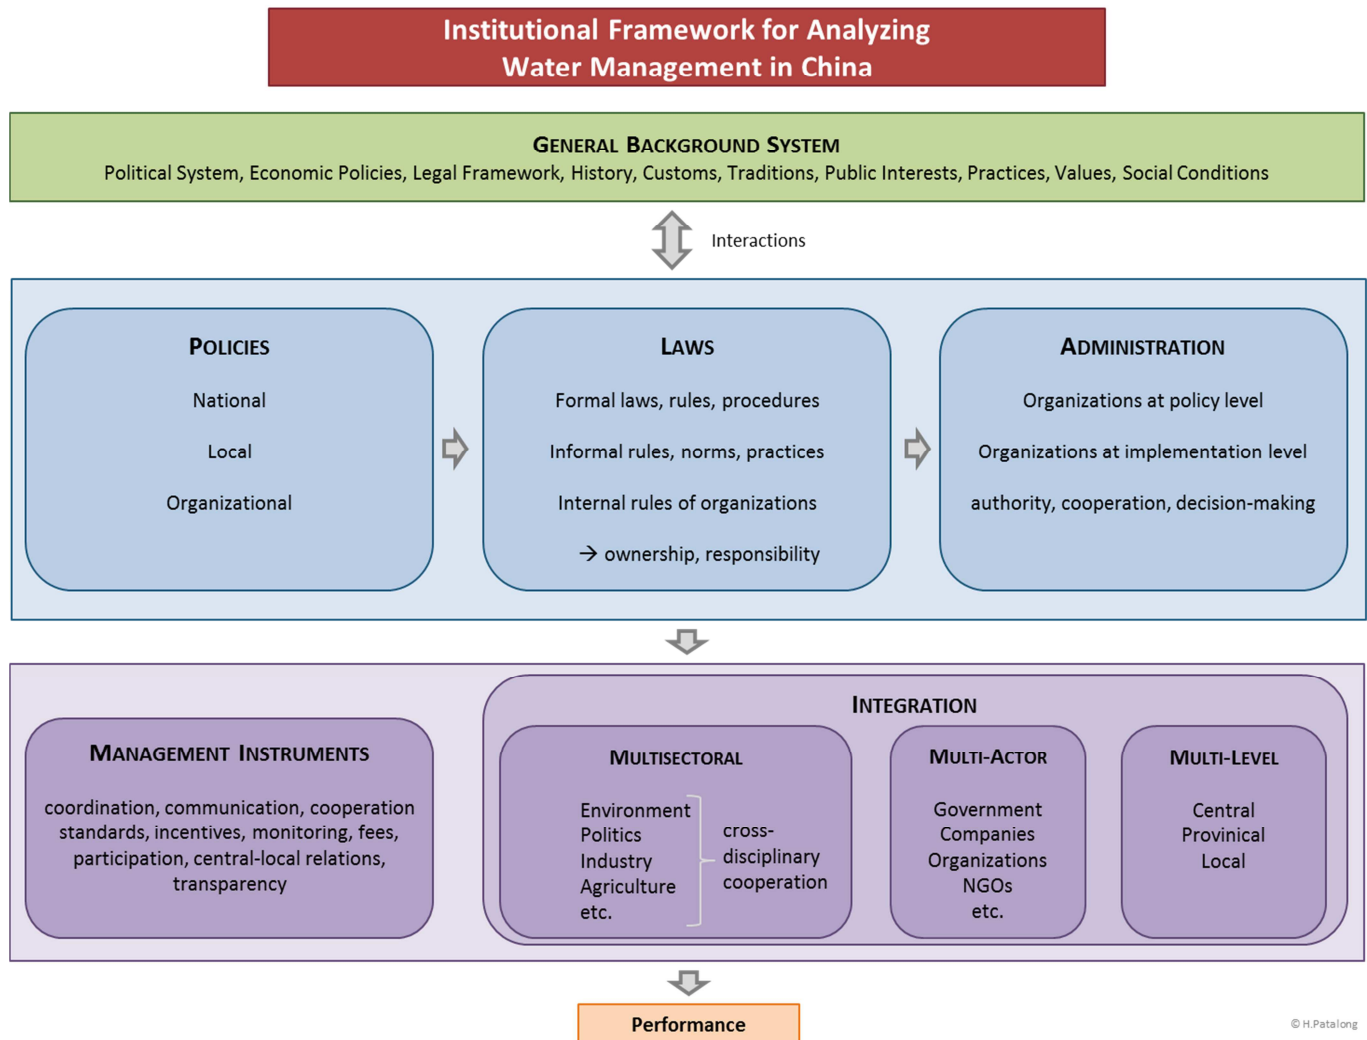 Institutional Framework for Analyzing
Water Management in China
GENERAL BACKGROUND SYSTEM
Political System, Economic Policies, Legal Framework, History, Customs, Traditions, Public Interests, Practices, Values, Social Conditions
Interactions
POLICIES
National
Local
Organizational
LAWS
Formal laws, rules, procedures
Informal rules, norms, practices
Internal rules of organizations
→ ownership, responsibility
ADMINISTRATION
Organizations at policy level
Organizations at implementation level
authority, cooperation, decision-making
MANAGEMENT INSTRUMENTS
coordination, communication, cooperation
standards, incentives, monitoring, fees,
participation, central-local relations,
transparency
INTEGRATION
MULTISECTORAL
Environment
Politics
Industry
Agriculture
etc.
cross-
disciplinary
cooperation
MULTI-ACTOR
Government
Companies
Organizations
NGOs
etc.
MULTI-LEVEL
Central
Provinical
Local
Performance
© H.Patalong